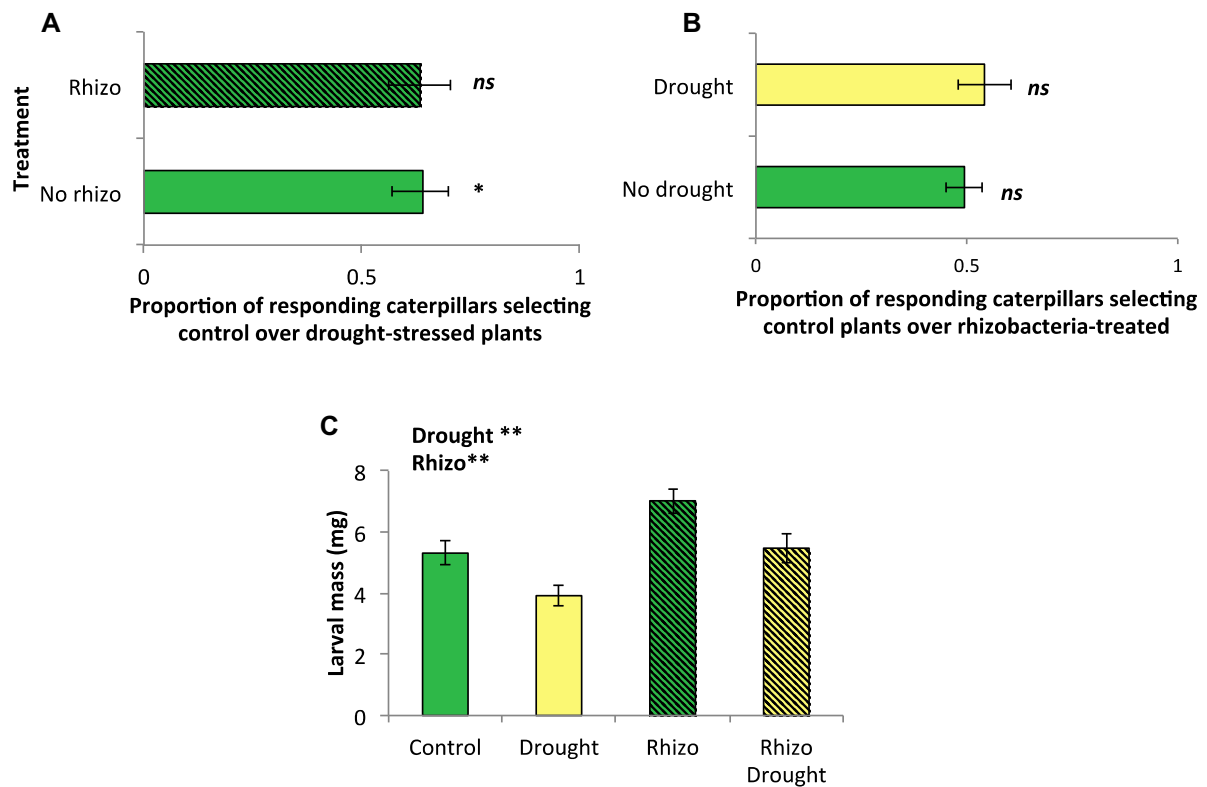 A
Treatment
Rhizo
ns
No rhizo
*
0
0.5
1
Proportion of responding caterpillars selecting
control over drought-stressed plants
B
Drought
ns
No drought
ns
0
0.5
1
Proportion of responding caterpillars selecting
control plants over rhizobacteria-treated
C
Drought **
Rhizo**
Larval mass (mg)
8
6
4
2
0
Control
Drought
Rhizo
Rhizo
Drought